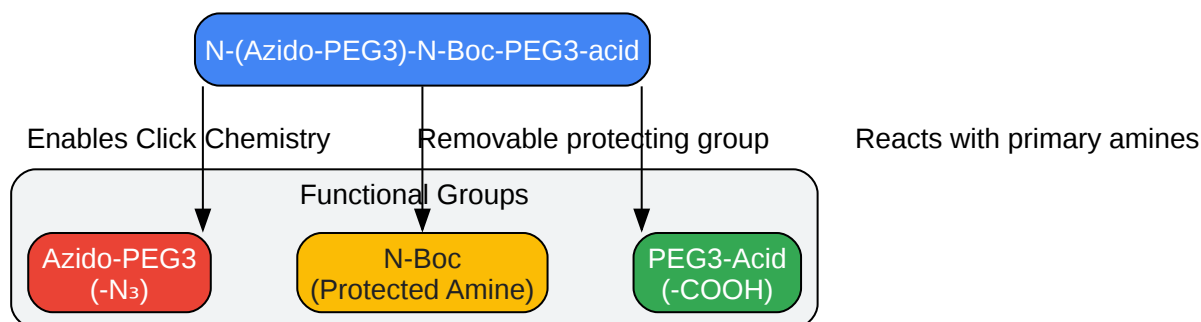 N-(Azido-PEG3)-N-Boc-PEG3-acid
Enables Click Chemistry
Removable protecting group
Reacts with primary amines
Functional Groups
Azido-PEG3
(-N₃)
N-Boc
(Protected Amine)
PEG3-Acid
(-COOH)